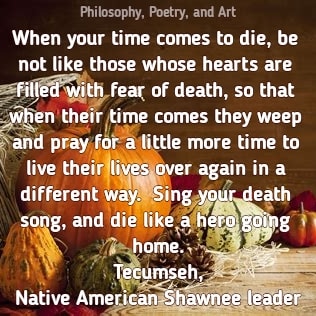 Philosophy, Poetry, and Art
When your time comes to die, be
not like those whose hearts are
filled with fear of death, so that
when their time comes they weep
and pray for a little more time to
live their lives over again in a
different way.  Sing your death
song, and die like a hero going
home.
Tecumseh,
Native American Shawnee leader